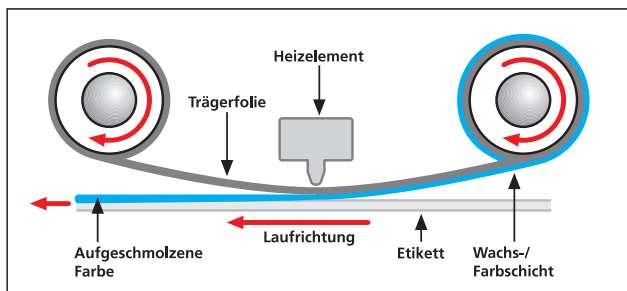 Heizelement
Trägerfolie
Laufrichtung
Aufgeschmolzene
Farbe
Etikett
Wachs-/
Farbschicht